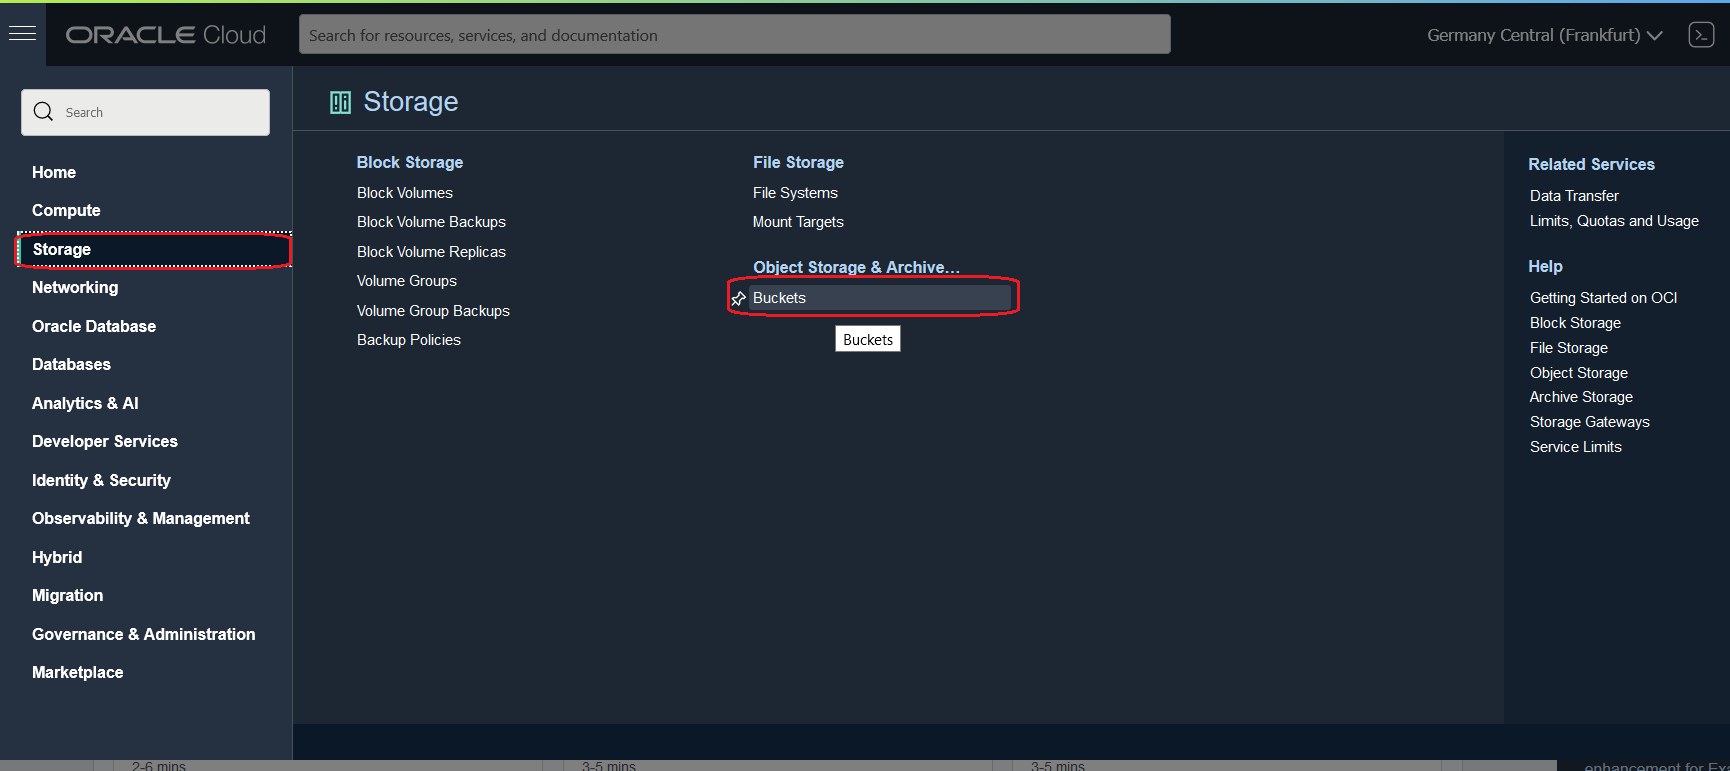 ORACLE Cloud
Search for resources, services, and documentation
Germany Central (Frankfurt)
Search
Home
Compute
Storage
Networking
Oracle Database
Databases
Analytics & AI
Developer Services
Identity & Security
Observability & Management
Hybrid
Migration
Governance & Administration
Marketplace
Storage
Block Storage
Block Volumes
Block Volume Backups
Block Volume Replicas
Volume Groups
Volume Group Backups
Backup Policies
File Storage
File Systems
Mount Targets
Object Storage & Archive...
Buckets
Buckets
Related Services
Data Transfer
Limits, Quotas and Usage
Help
Getting Started on OCI
Block Storage
File Storage
Object Storage
Archive Storage
Storage Gateways
Service Limits
2-6 mins
3-5 mins
3-5 mins
enhancement for Exa